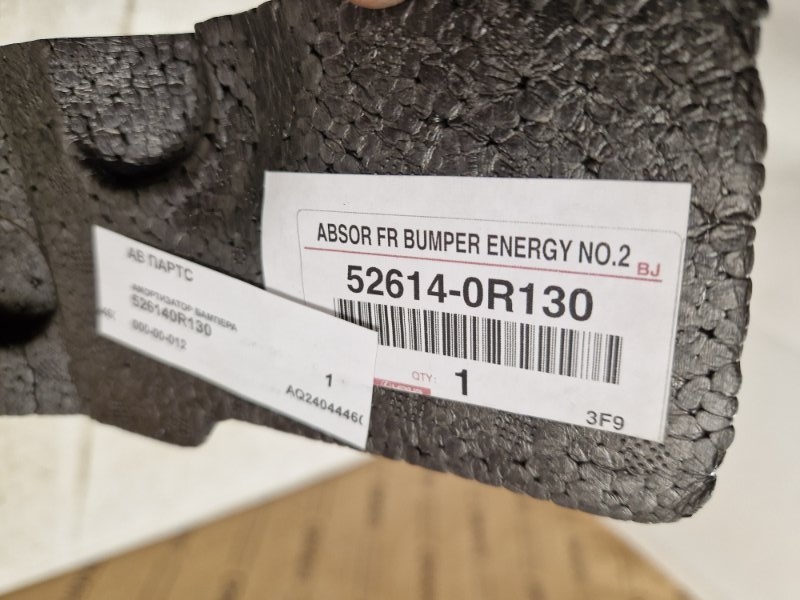 ABSOR FR BUMPER ENERGY NO.2
BJ
52614-0R130
QTY: 1
3F9
АВ ПАРТС
АМОРТИЗАТОР БАМПЕРА
526140R130
000-00-012
1
AQ2404446